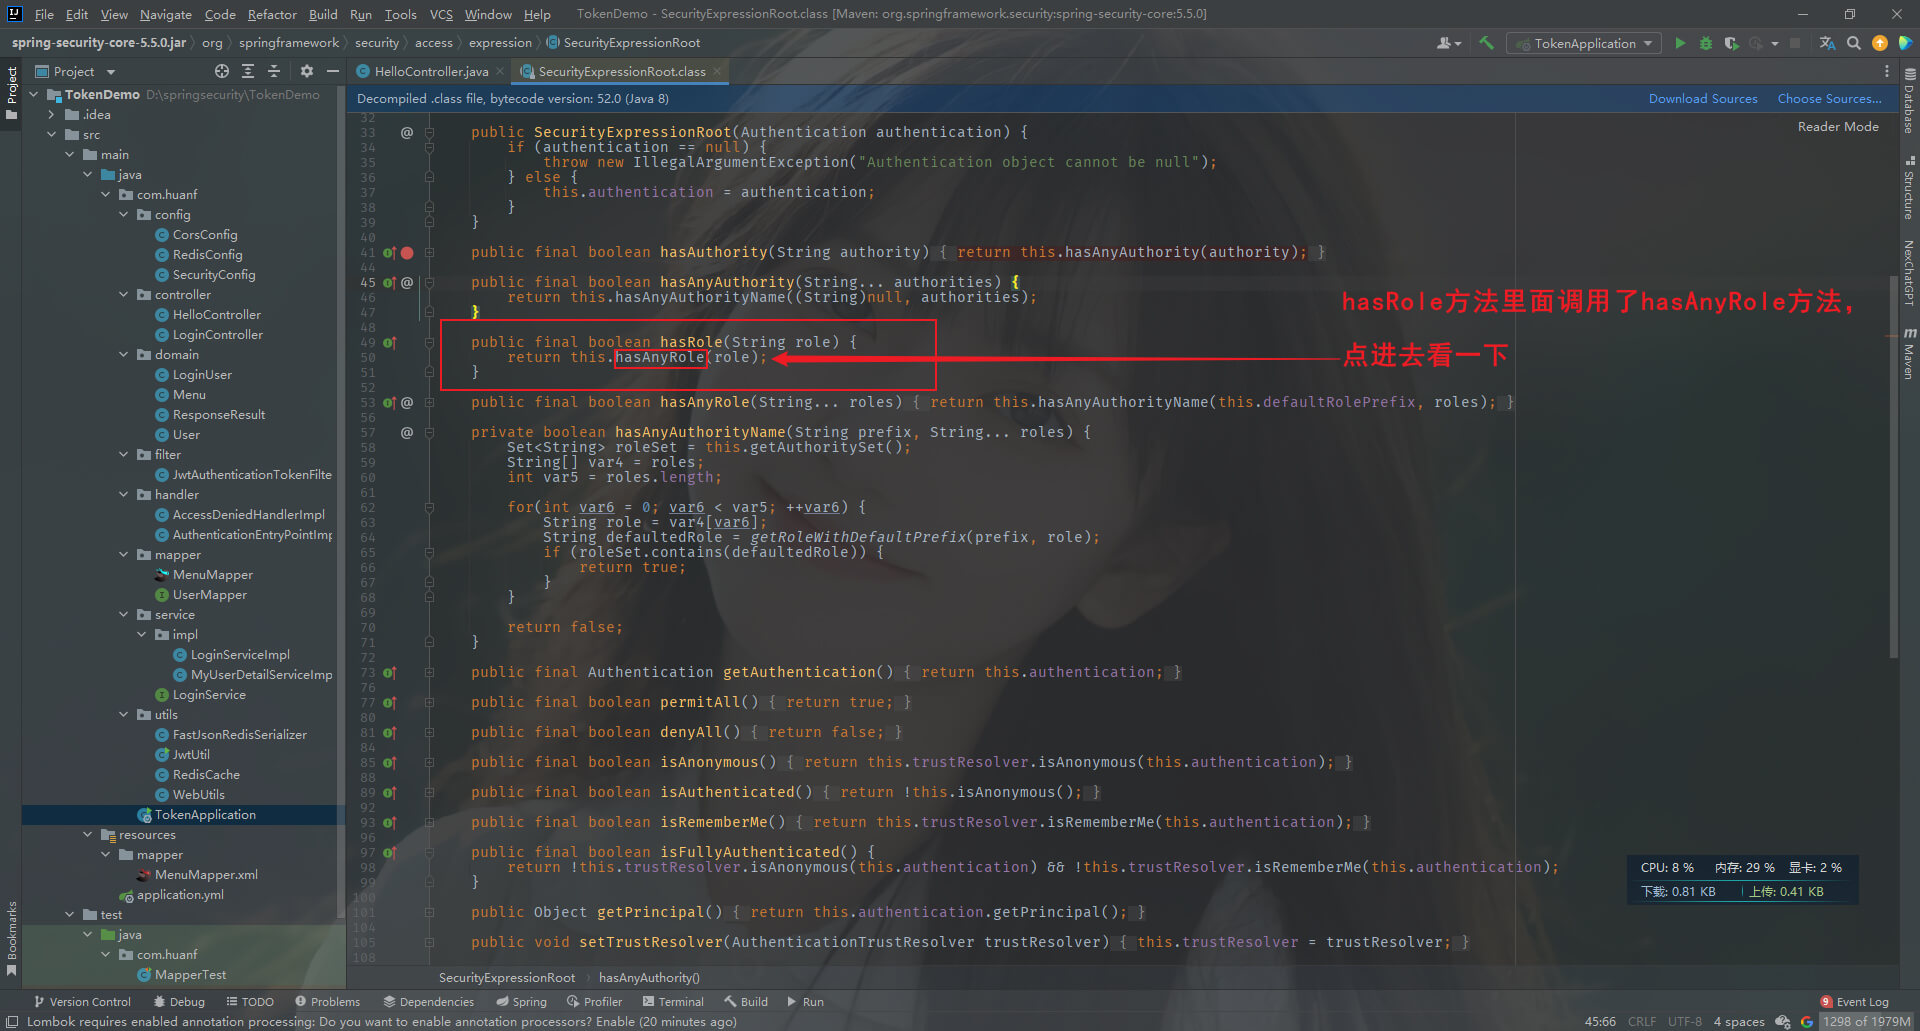 File Edit View Navigate Code Refactor Build Run Tools VCS Window Help TokenDemo - SecurityExpressionRoot.class [Maven: org.springframework.security:spring-security-core:5.5.0]
spring-security-core-5.5.0.jar org springframework security access expression SecurityExpressionRoot TokenApplication
Project HelloController.java SecurityExpressionRoot.class
Decompiled .class file, bytecode version: 52.0 (Java 8) Download Sources Choose Sources...
Reader Mode
Project
Bookmarks
TokenDemo D:\springsecurity\TokenDemo
.idea
src
main
java
com.huanf
config
CorsConfig
RedisConfig
SecurityConfig
controller
HelloController
LoginController
domain
LoginUser
Menu
ResponseResult
User
filter
JwtAuthenticationTokenFilte
handler
AccessDeniedHandlerImpl
AuthenticationEntryPointImp
mapper
MenuMapper
UserMapper
service
impl
LoginServiceImpl
MyUserDetailServiceImp
LoginService
utils
FastJsonRedisSerializer
JwtUtil
RedisCache
WebUtils
TokenApplication
resources
mapper
MenuMapper.xml
application.yml
test
java
com.huanf
MapperTest
32
33 @ public SecurityExpressionRoot(Authentication authentication) {
34 if (authentication == null) {
35 throw new IllegalArgumentException("Authentication object cannot be null");
36 } else {
37 this.authentication = authentication;
38 }
39 }
40
41 public final boolean hasAuthority(String authority) { return this.hasAnyAuthority(authority); }
44
45 @ public final boolean hasAnyAuthority(String... authorities) {
46 return this.hasAnyAuthorityName((String)null, authorities);
47 }
48
49 public final boolean hasRole(String role) {
50 return this.hasAnyRole(role);
51 }
52
53 @ public final boolean hasAnyRole(String... roles) { return this.hasAnyAuthorityName(this.defaultRolePrefix, roles); }
56
57 @ private boolean hasAnyAuthorityName(String prefix, String... roles) {
58 Set<String> roleSet = this.getAuthoritySet();
59 String[] var4 = roles;
60 int var5 = roles.length;
61
62 for(int var6 = 0; var6 < var5; ++var6) {
63 String role = var4[var6];
64 String defaultedRole = getRoleWithDefaultPrefix(prefix, role);
65 if (roleSet.contains(defaultedRole)) {
66 return true;
67 }
68 }
69
70 return false;
71 }
72
73 public final Authentication getAuthentication() { return this.authentication; }
76
77 public final boolean permitAll() { return true; }
80
81 public final boolean denyAll() { return false; }
84
85 public final boolean isAnonymous() { return this.trustResolver.isAnonymous(this.authentication); }
88
89 public final boolean isAuthenticated() { return !this.isAnonymous(); }
92
93 public final boolean isRememberMe() { return this.trustResolver.isRememberMe(this.authentication); }
96
97 public final boolean isFullyAuthenticated() {
98 return !this.trustResolver.isAnonymous(this.authentication) && !this.trustResolver.isRememberMe(this.authentication);
99 }
100
101 public Object getPrincipal() { return this.authentication.getPrincipal(); }
104
105 public void setTrustResolver(AuthenticationTrustResolver trustResolver) { this.trustResolver = trustResolver; }
108
hasRole方法里面调用了hasAnyRole方法，
点进去看一下
CPU: 8 % 内存: 29 % 显卡: 2 %
下载: 0.81 KB 上传: 0.41 KB
Database
Structure
NexChatGPT
Maven
SecurityExpressionRoot hasAnyAuthority()
Version Control Debug TODO Problems Dependencies Spring Profiler Terminal Build Run 9 Event Log
Lombok requires enabled annotation processing: Do you want to enable annotation processors? Enable (20 minutes ago) 45:66 CRLF UTF-8 4 spaces 1298 of 1979M